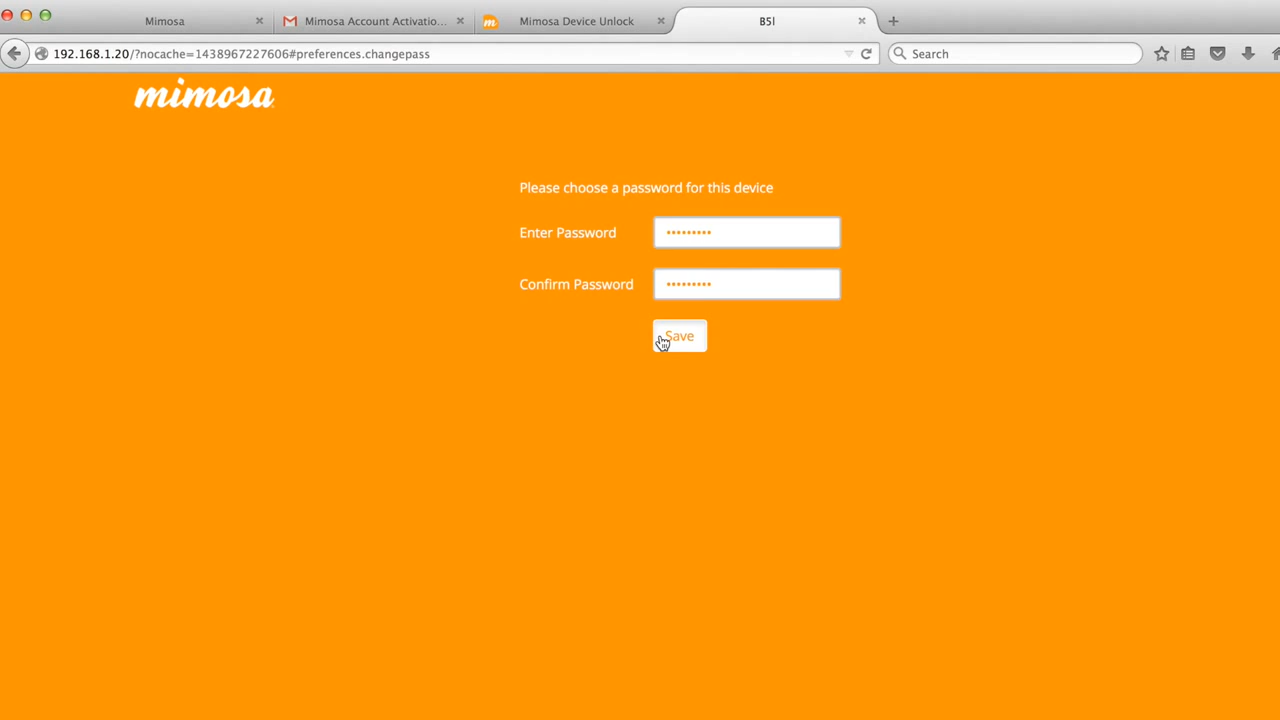 Mimosa
Mimosa Account Activatio...
Mimosa Device Unlock
BSI
192.168.1.20/?nocache=1438967227606#preferences.changepass
Search
mimosa
Please choose a password for this device
Enter Password
•••••••••
Confirm Password
•••••••••
Save